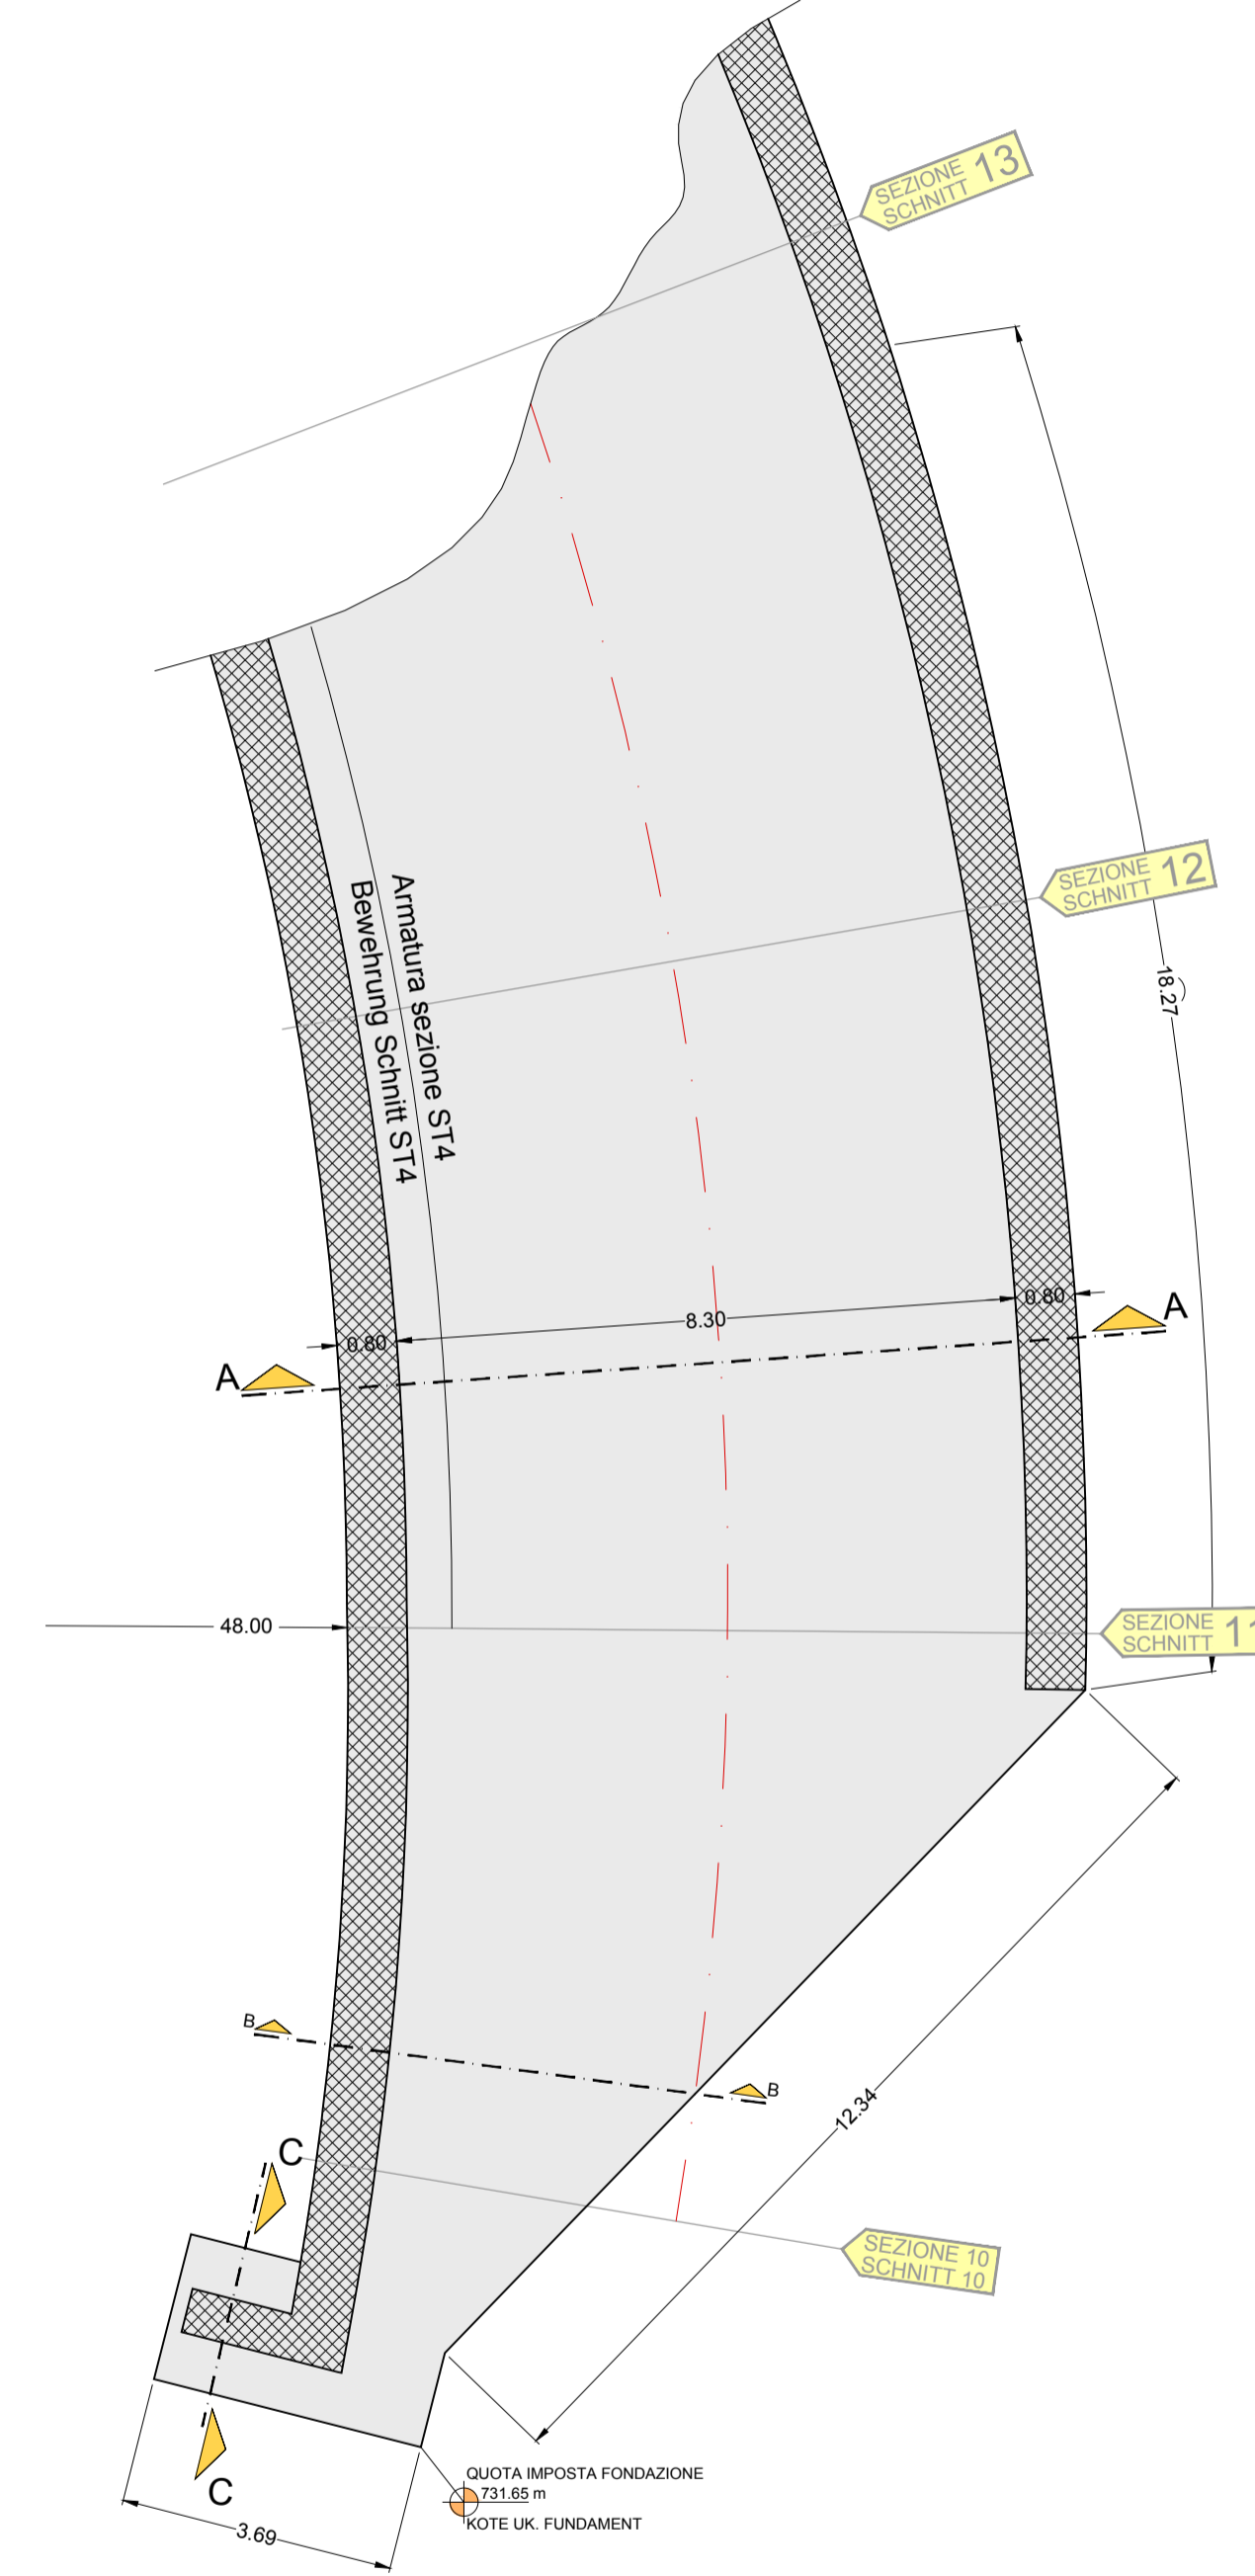 SEZIONE 13
SCHNITT
SEZIONE 12
SCHNITT
Armatura sezione ST4
Bewehrung Schnitt ST4
18.27
0.80
8.30
0.80
A
A
48.00
SEZIONE 11
SCHNITT
B
B
12.34
C
SEZIONE 10
SCHNITT 10
C
QUOTA IMPOSTA FONDAZIONE
731.65 m
KOTE UK. FUNDAMENT
3.69